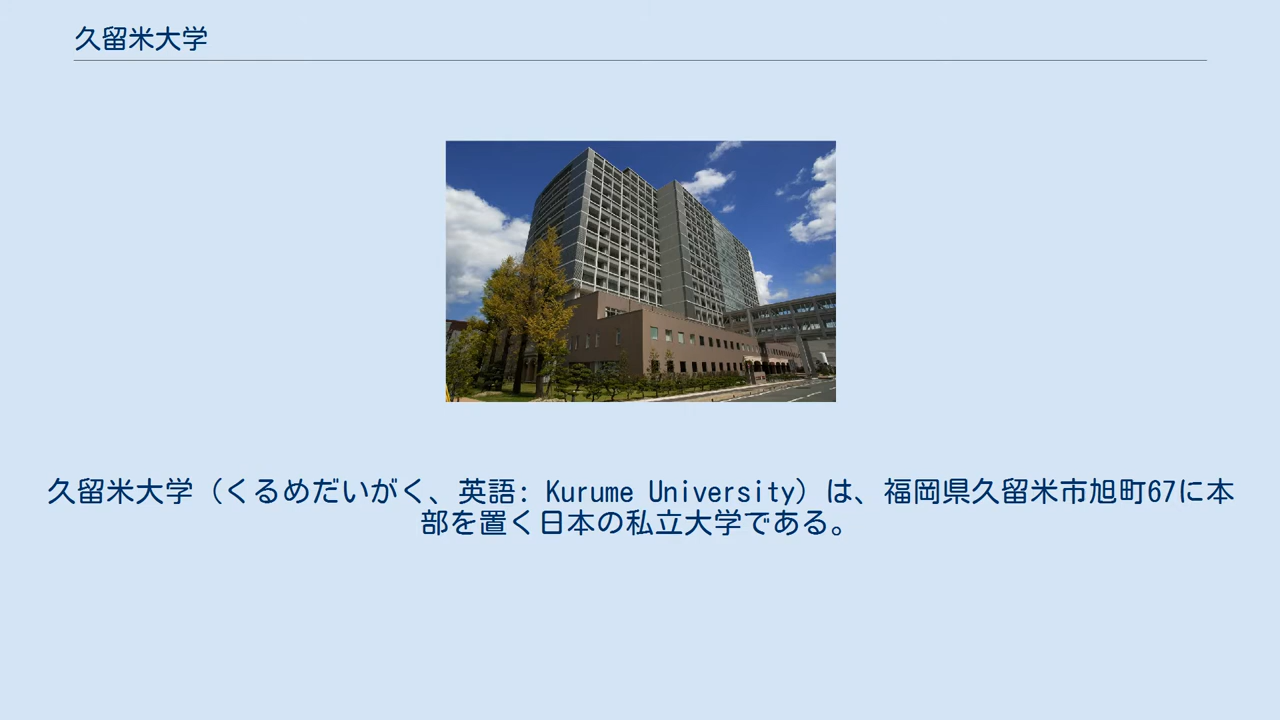 久留米大学
久留米大学（くるめだいがく、英語: Kurume University）は、福岡県久留米市旭町67に本
部を置く日本の私立大学である。